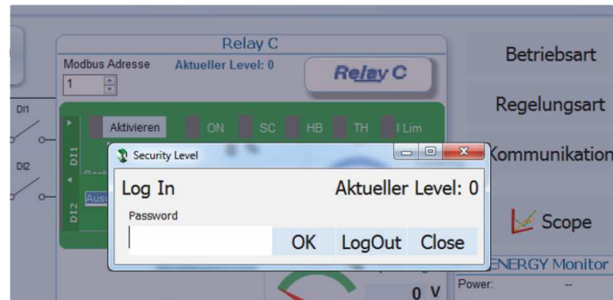 Relay C
Modbus Adresse
Aktueller Level: 0
1
Relay C
Betriebsart
Regelungsart
Kommunikation
DI1
DI2
Aktivieren
ON
SC
HB
TH
I Lim
DI1
DI2
Security Level
Log In
Aktueller Level: 0
Password
OK
LogOut
Close
Scope
ENERGY Monitor
Power:
--
0 V